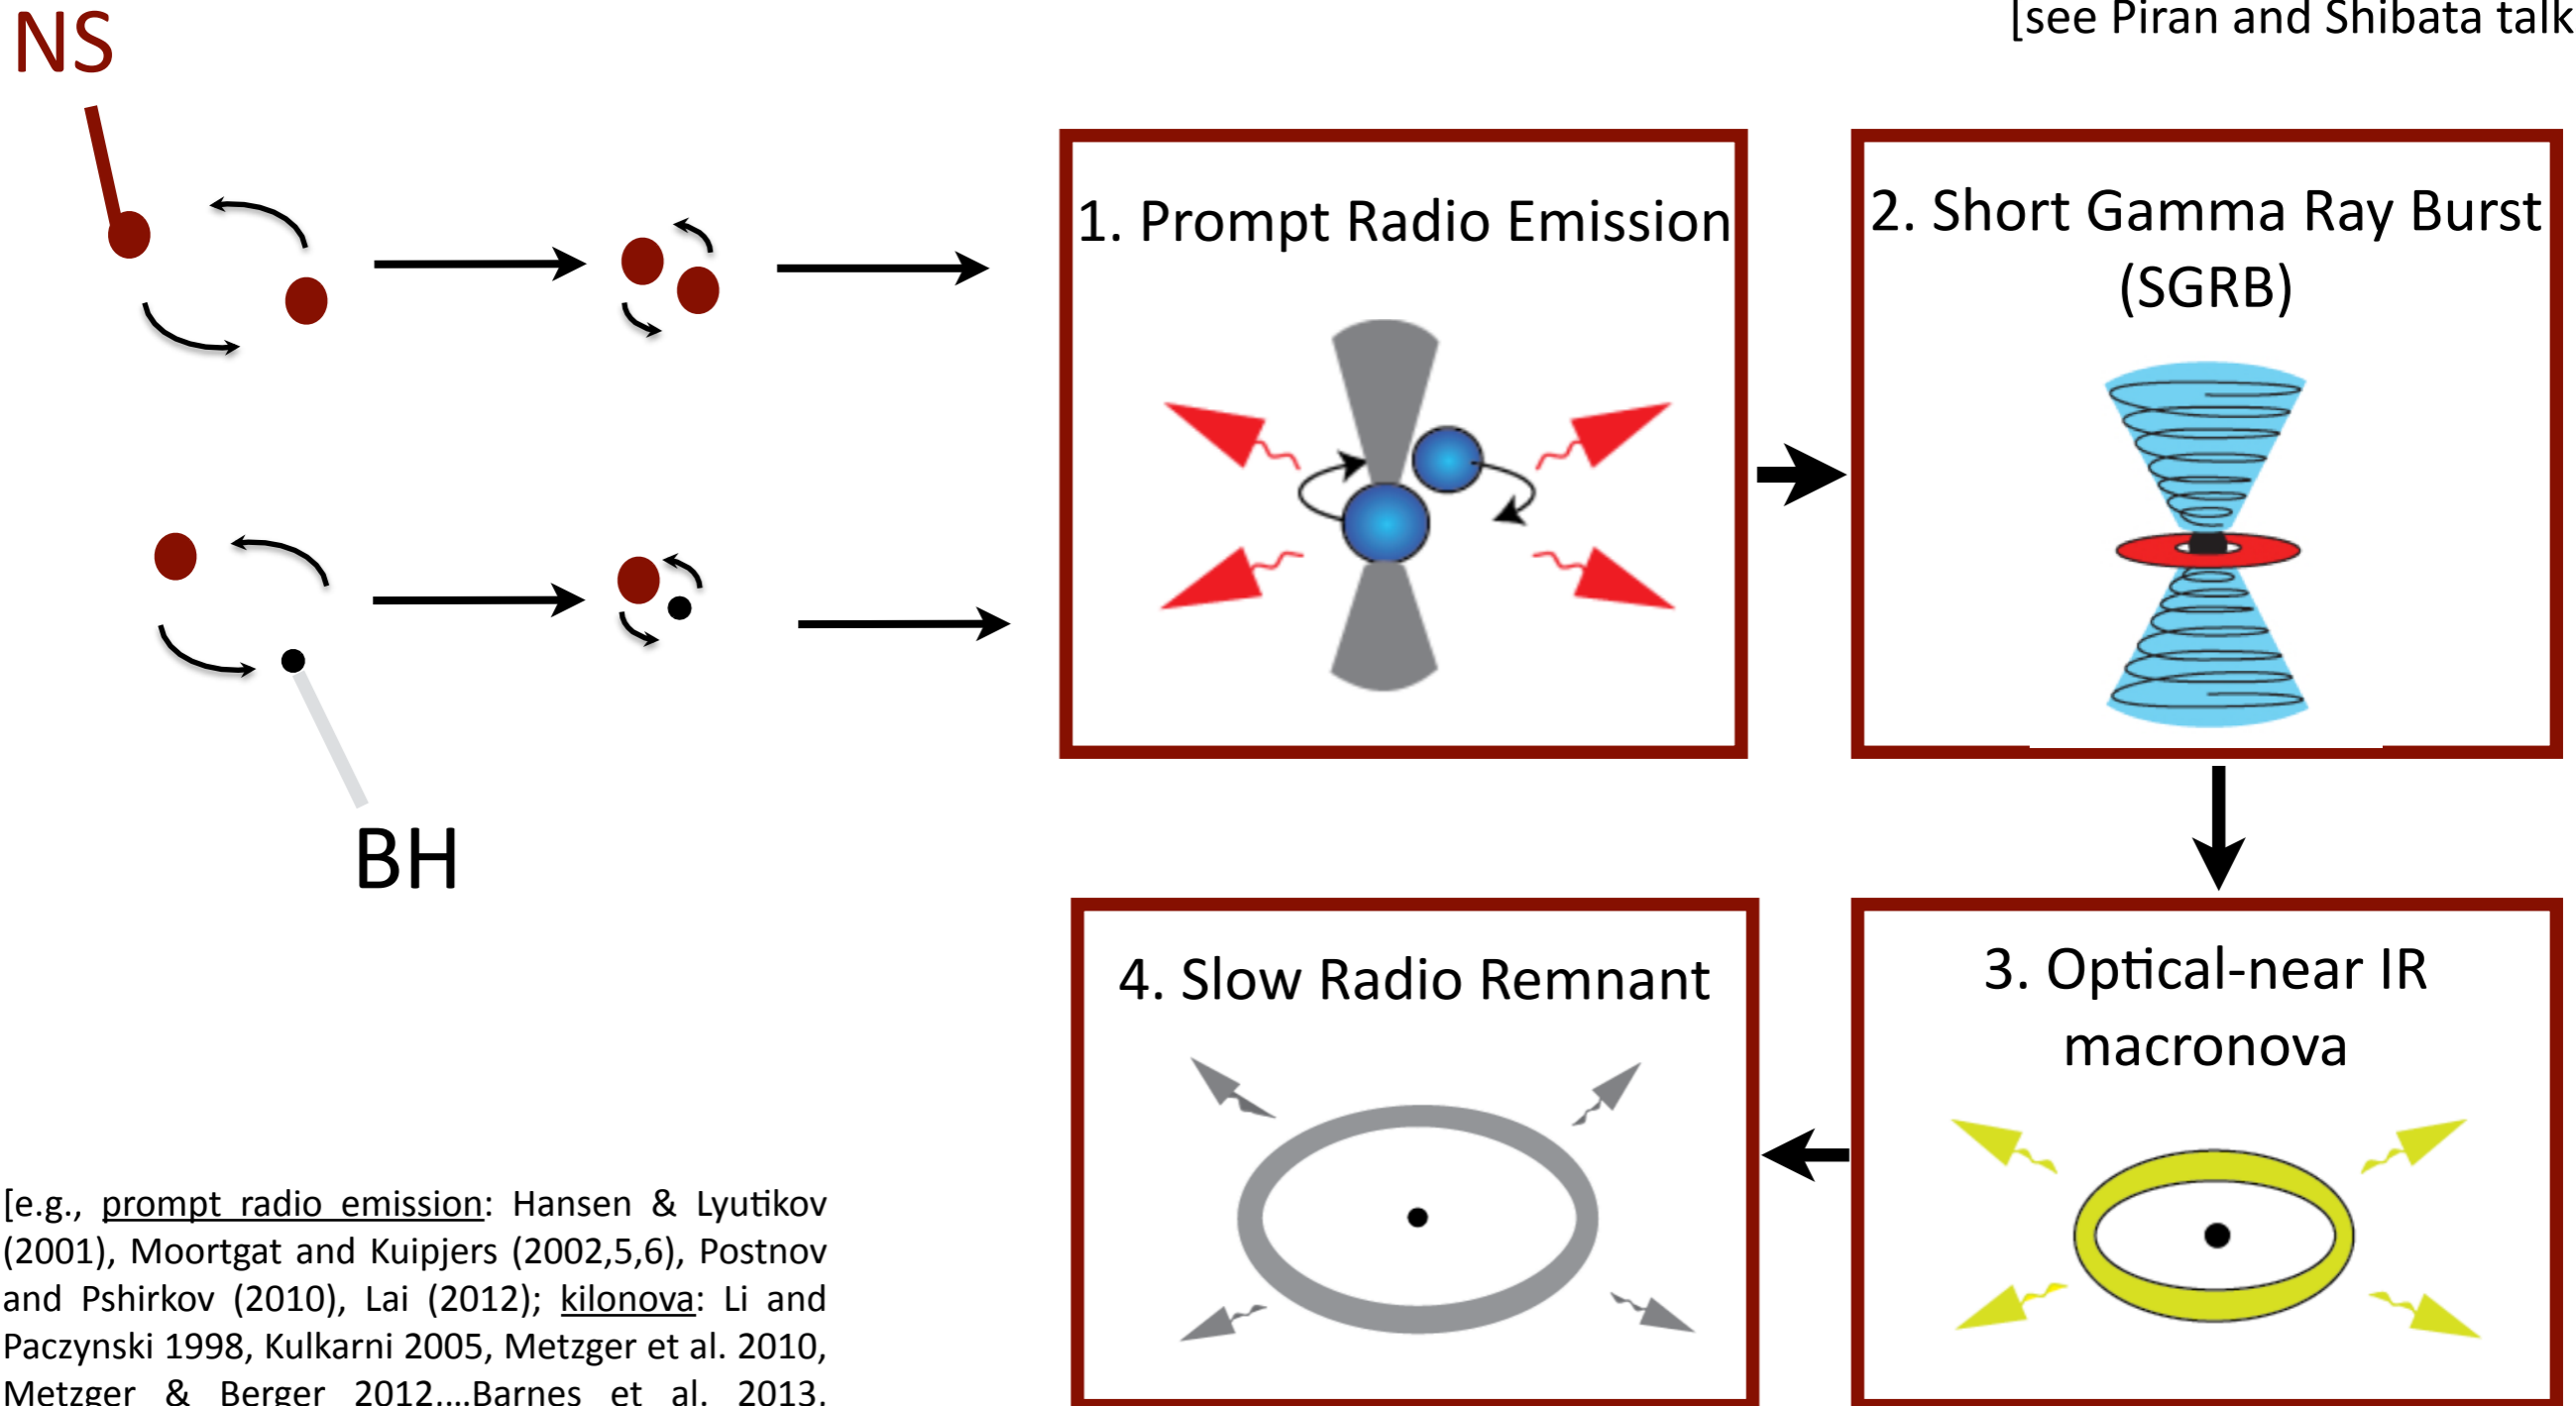 NS
[see Piran and Shibata talk
1. Prompt Radio Emission
2. Short Gamma Ray Burst
(SGRB)
BH
3. Optical-near IR
macronova
4. Slow Radio Remnant
[e.g., prompt radio emission: Hansen & Lyutikov
(2001), Moortgat and Kuipjers (2002,5,6), Postnov
and Pshirkov (2010), Lai (2012); kilonova: Li and
Paczynski 1998, Kulkarni 2005, Metzger et al. 2010,
Metzger & Berger 2012,...Barnes et al. 2013,